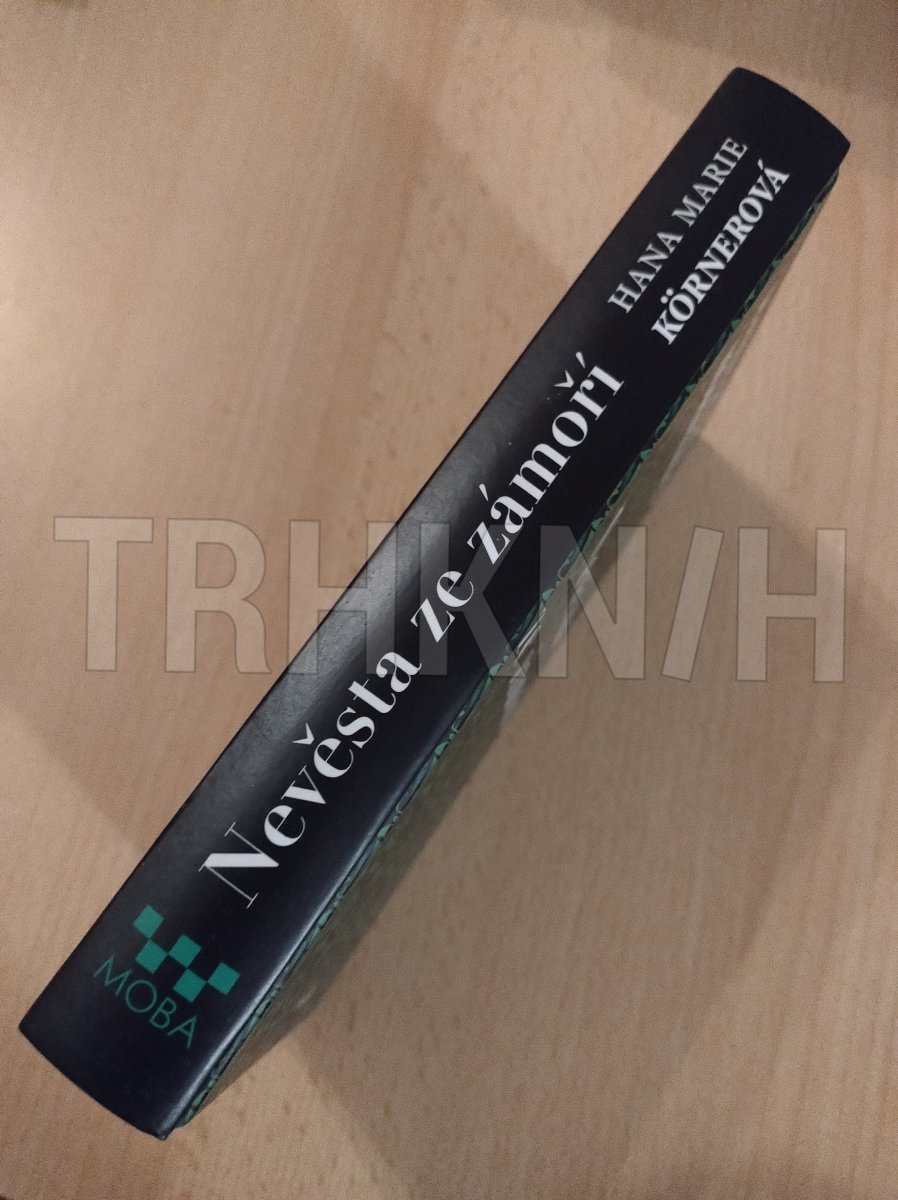 HANA MARIE
KÖRNEROVÁ
Nevěsta ze zámoří
MOBA
TRHKNIH